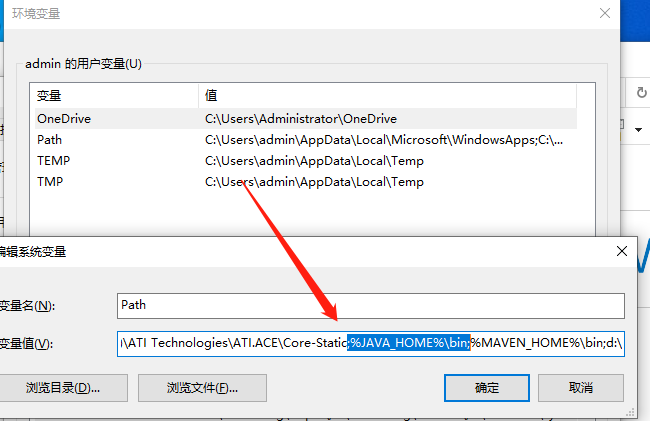 环境变量
admin 的用户变量(U)
变量 值
OneDrive C:\Users\Administrator\OneDrive
Path C:\Users\admin\AppData\Local\Microsoft\WindowsApps;C:\...
TEMP C:\Users\admin\AppData\Local\Temp
TMP C:\Users\admin\AppData\Local\Temp
编辑系统变量
变量名(N): Path
变量值(V): \ATI Technologies\ATI.ACE\Core-Static;%JAVA_HOME%\bin;%MAVEN_HOME%\bin;d:\
浏览目录(D)... 浏览文件(F)... 确定 取消